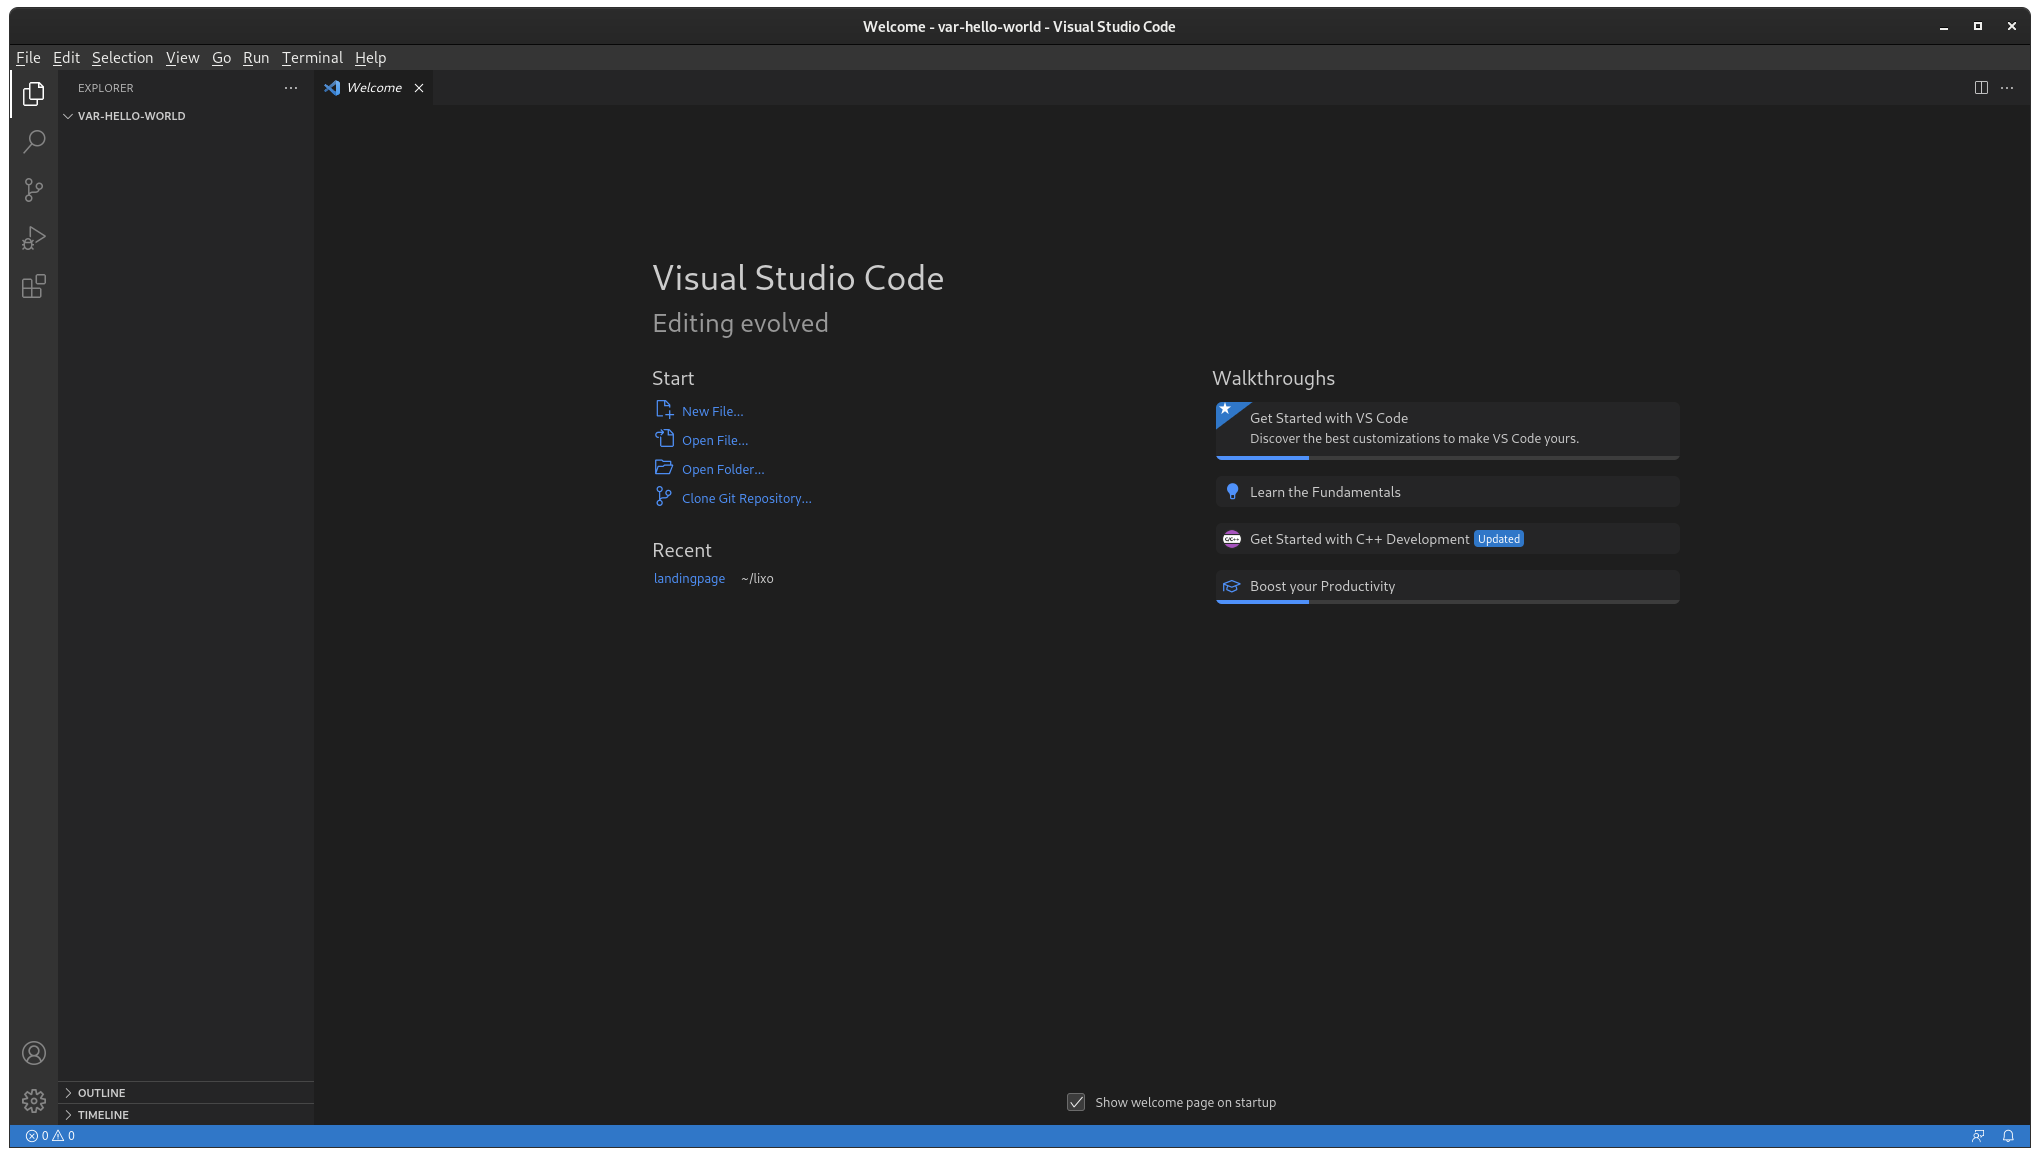 Welcome - var-hello-world - Visual Studio Code
File Edit Selection View Go Run Terminal Help
EXPLORER
Welcome
VAR-HELLO-WORLD
Visual Studio Code
Editing evolved
Start
New File...
Open File...
Open Folder...
Clone Git Repository...
Recent
landingpage ~/lixo
Walkthroughs
Get Started with VS Code
Discover the best customizations to make VS Code yours.
Learn the Fundamentals
C/C++ Get Started with C++ Development Updated
Boost your Productivity
OUTLINE
TIMELINE
Show welcome page on startup
0 0